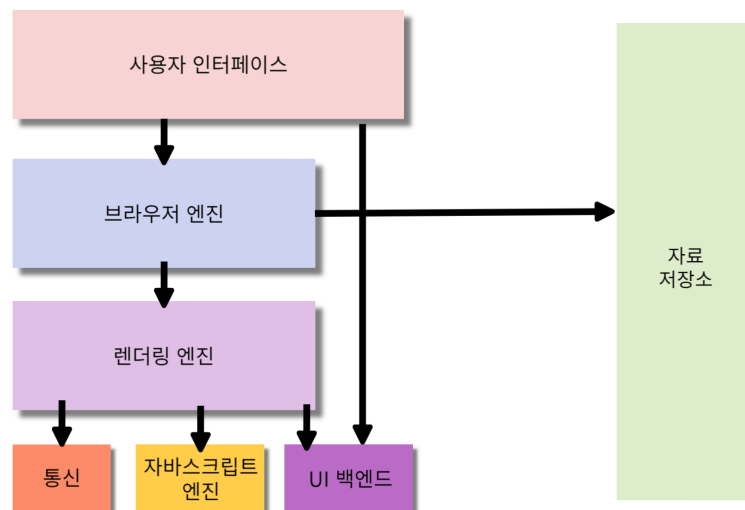 사용자 인터페이스
브라우저 엔진
자료
저장소
렌더링 엔진
통신
자바스크립트
엔진
UI 백엔드